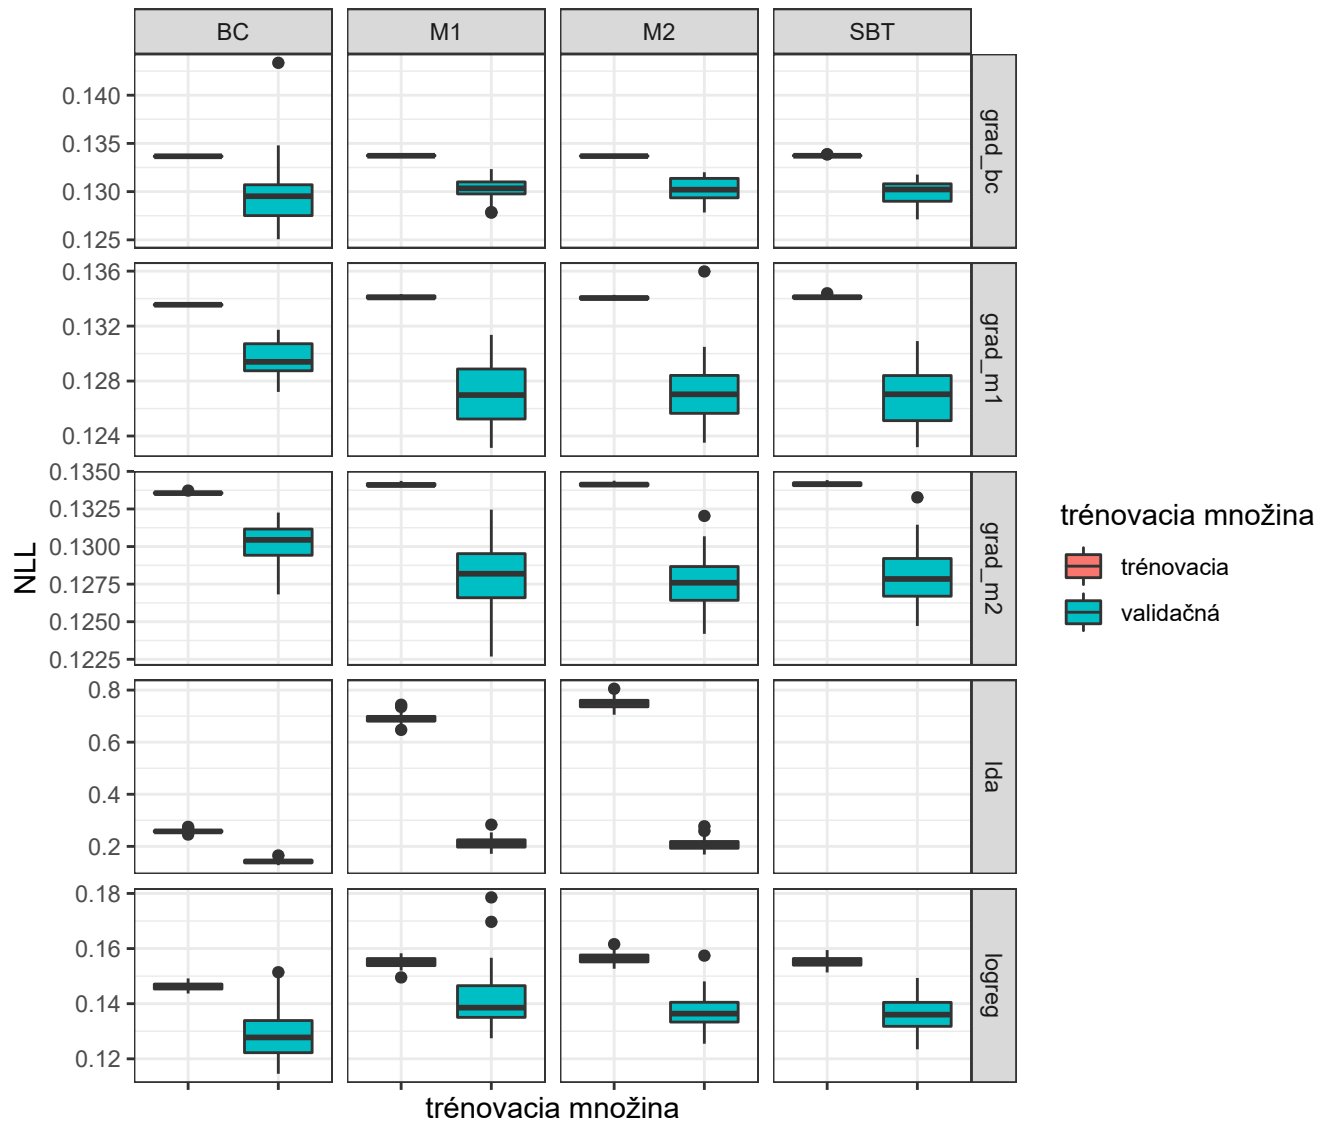 BC M1 M2 SBT
0.140
0.135
0.130
0.125
grad_bc
0.136
0.132
0.128
0.124
grad_m1
0.1350
0.1325
0.1300
0.1275
0.1250
0.1225
grad_m2
0.8
0.6
0.4
0.2
lda
0.18
0.16
0.14
0.12
logreg
NLL
trénovacia množina
trénovacia množina
trénovacia
validačná